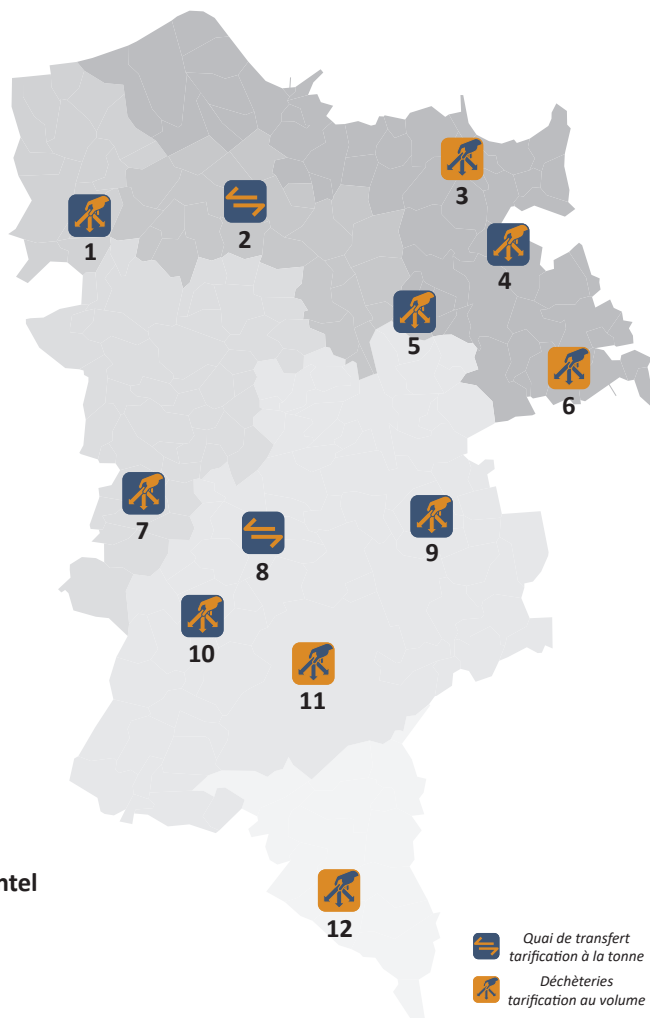 3
2
1
4
5
6
7
9
8
10
11
ntel
12
Quai de transfert
tarification à la tonne
Déchèteries
tarification au volume